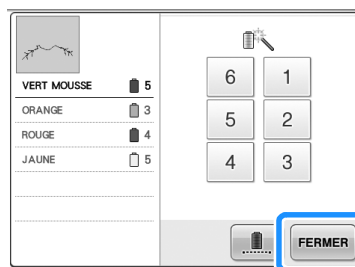 VERT MOUSSE 5
ORANGE 3
ROUGE 4
JAUNE 5
6 1
5 2
4 3
FERMER